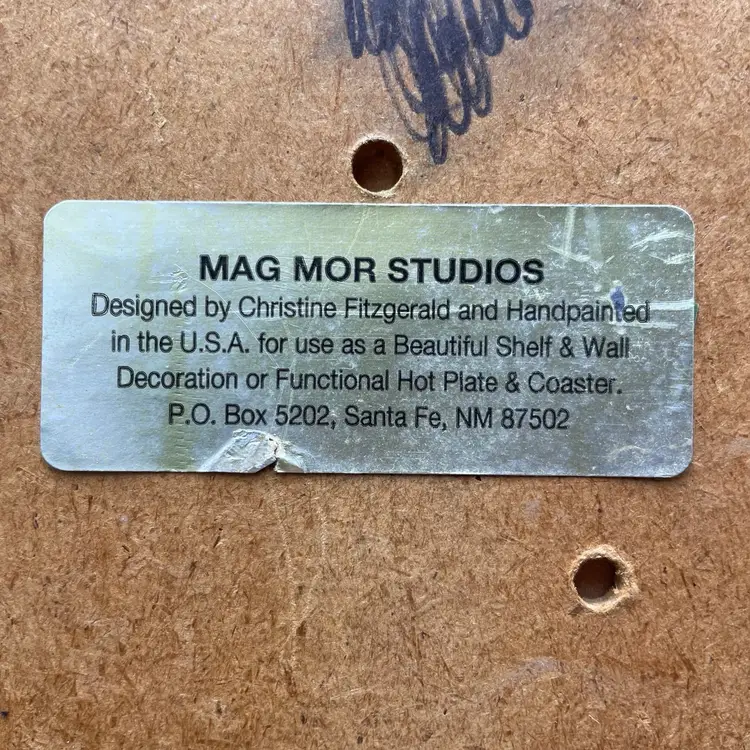 MAG MOR STUDIOS
Designed by Christine Fitzgerald and Handpainted
in the U.S.A. for use as a Beautiful Shelf & Wall
Decoration or Functional Hot Plate & Coaster.
P.O. Box 5202, Santa Fe, NM 87502